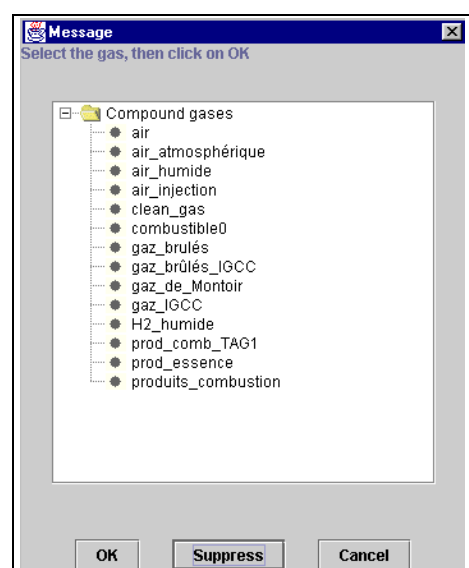 Message
Select the gas, then click on OK
Compound gases
air
air_atmosphérique
air_humide
air_injection
clean_gas
combustible0
gaz_brulés
gaz_brûlés_IGCC
gaz_de_Montoir
gaz_IGCC
H2_humide
prod_comb_TAG1
prod_essence
produits_combustion
OK Suppress Cancel